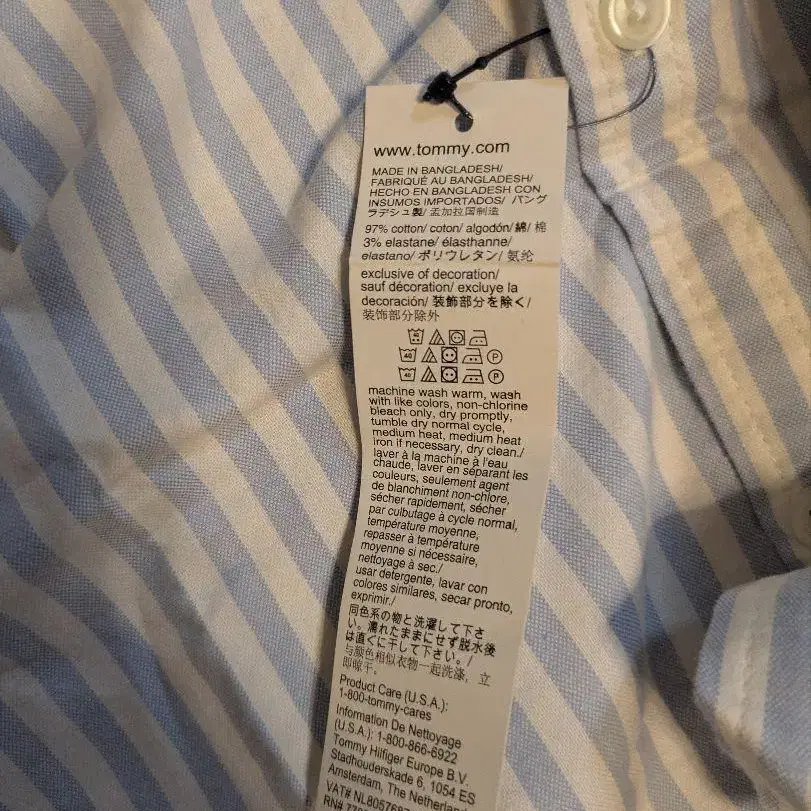 www.tommy.com
MADE IN BANGLADESH/
FABRIQUÉ AU BANGLADESH/
HECHO EN BANGLADESH CON
INSUMOS IMPORTADOS/ バング
ラデシュ製/ 孟加拉国制造
97% cotton/ coton/ algodón/ 綿/ 棉
3% elastane/ élasthanne/
elastano/ ポリウレタン/ 氨纶
exclusive of decoration/
sauf décoration/ excluye la
decoración/ 装飾部分を除く/
装饰部分除外
40
40 P
40 P
machine wash warm, wash
with like colors, non-chlorine
bleach only, dry promptly,
tumble dry normal cycle,
medium heat, medium heat
iron if necessary, dry clean./
laver à la machine à l'eau
chaude, laver en séparant les
couleurs, seulement agent
de blanchiment non-chlore,
sécher rapidement, sécher
par culbutage à cycle normal,
température moyenne,
repasser à température
moyenne si nécessaire,
nettoyage à sec./
usar detergente, lavar con
colores similares, secar pronto,
exprimir./
同色系の物と洗濯して下さ
い。濡れたままにせず脱水後
は直ぐに干して下さい。/
与颜色相似衣物一起洗涤，立
即晾干。
Product Care (U.S.A.):
1-800-tommy-cares
Information De Nettoyage
(U.S.A.): 1-800-866-6922
Tommy Hilfiger Europe B.V.
Stadhouderskade 6, 1054 ES
Amsterdam, The Netherlands
VAT# NL8057687
RN#